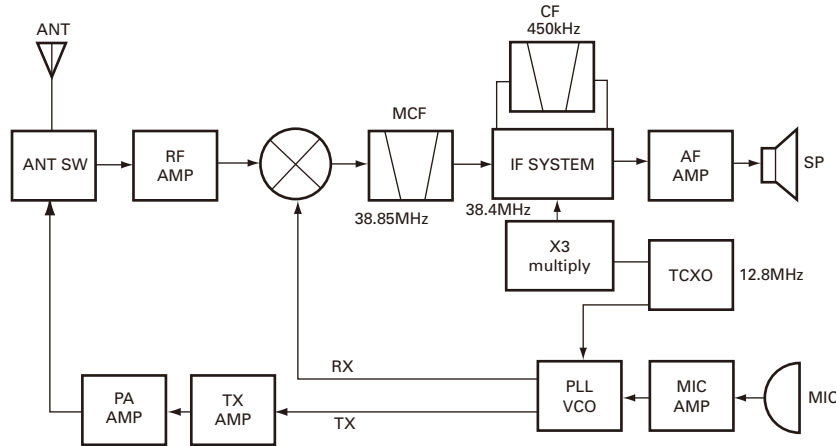 ANT
CF
450kHz
MCF
ANT SW
RF
AMP
IF SYSTEM
AF
AMP
SP
38.85MHz
38.4MHz
X3
multiply
TCXO
12.8MHz
RX
PA
AMP
TX
AMP
TX
PLL
VCO
MIC
AMP
MIC